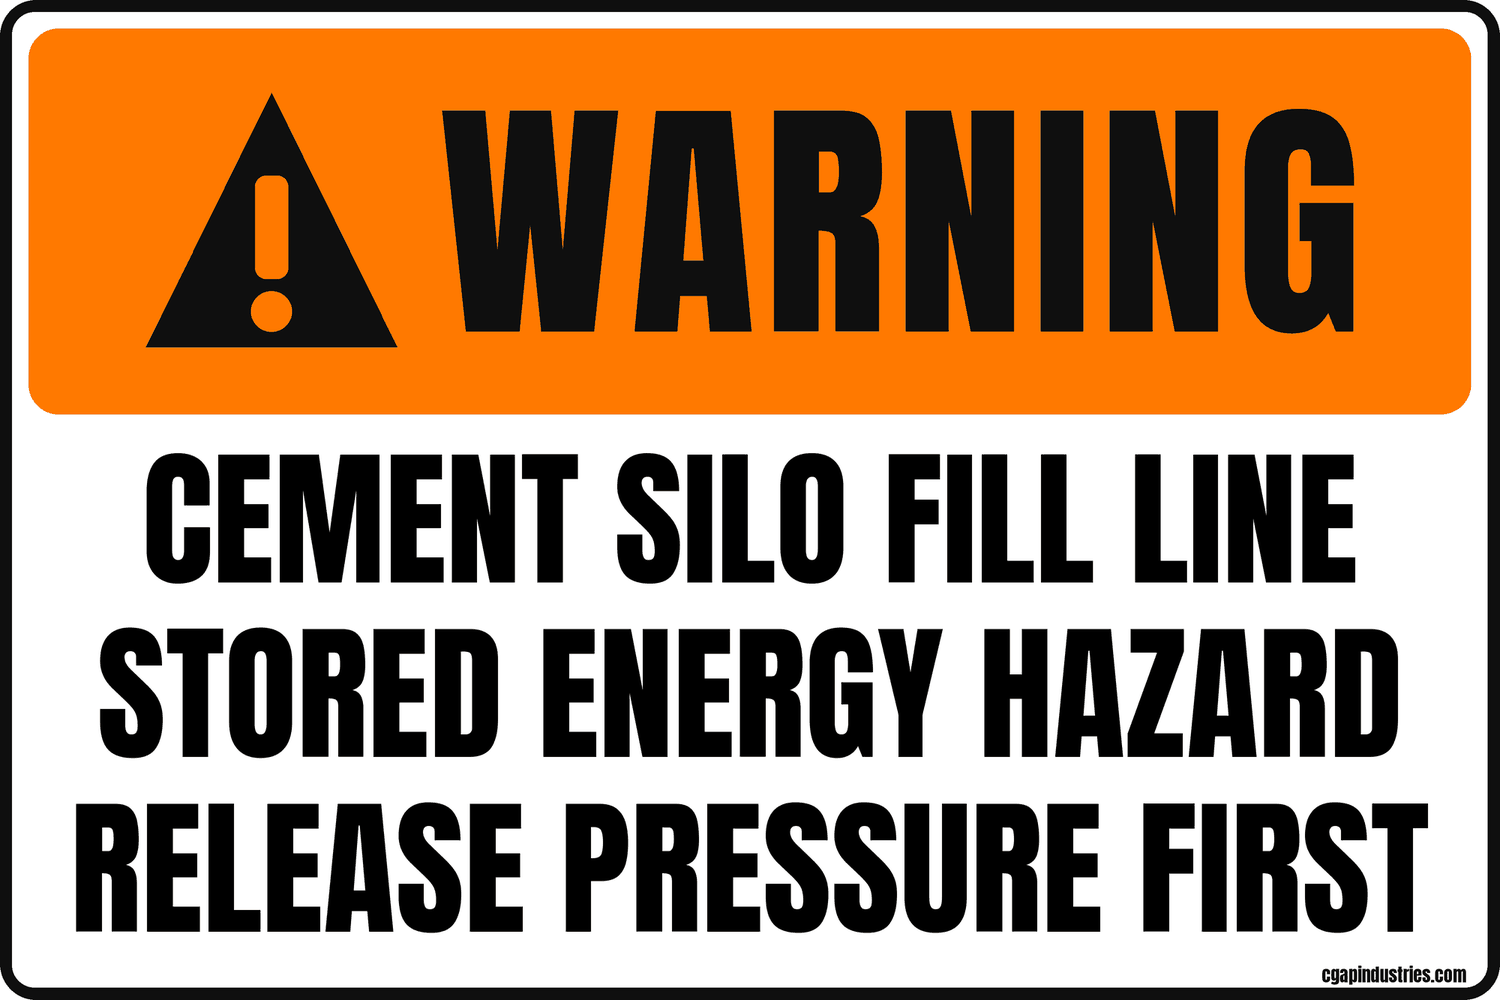 WARNING
CEMENT SILO FILL LINE
STORED ENERGY HAZARD
RELEASE PRESSURE FIRST
cgapindustries.com